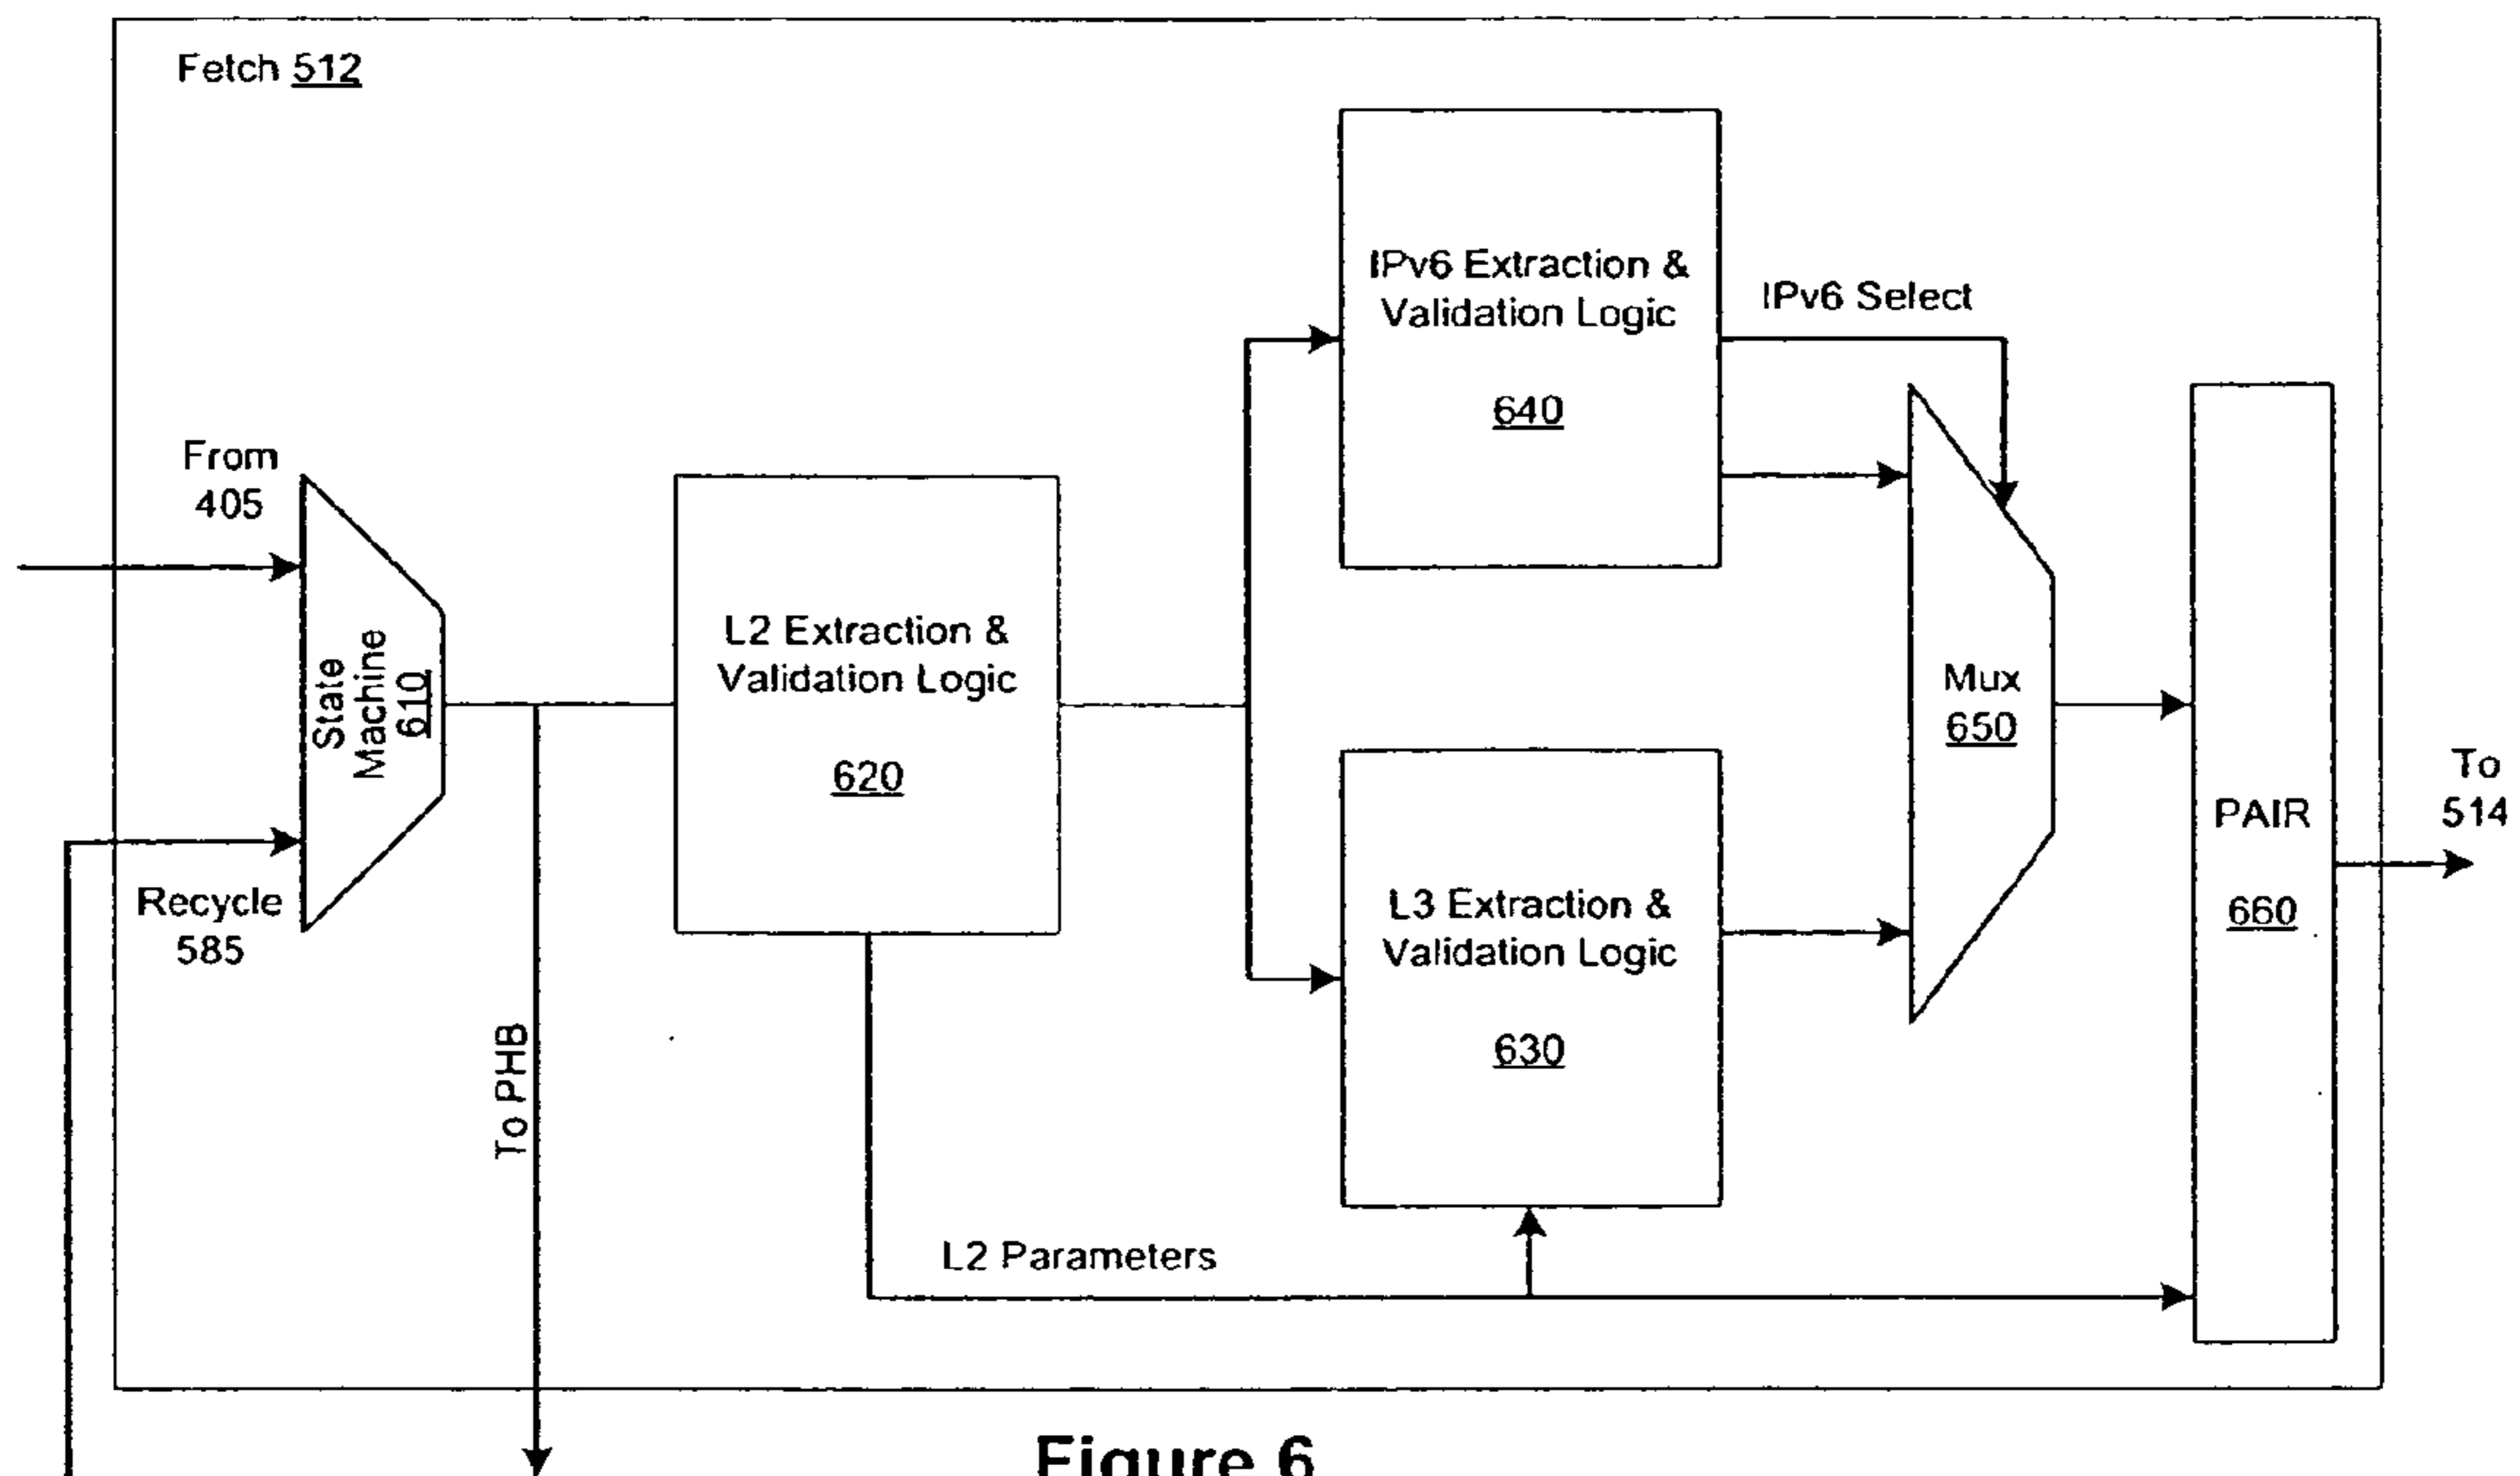 Fetch 512
IPv6 Extraction &
Validation Logic
640
IPv6 Select
From
405
State
Machine
610
L2 Extraction &
Validation Logic
620
Mux
650
To
514
PAIR
660
Recycle
585
L3 Extraction &
Validation Logic
630
To PHB
L2 Parameters
Figure 6